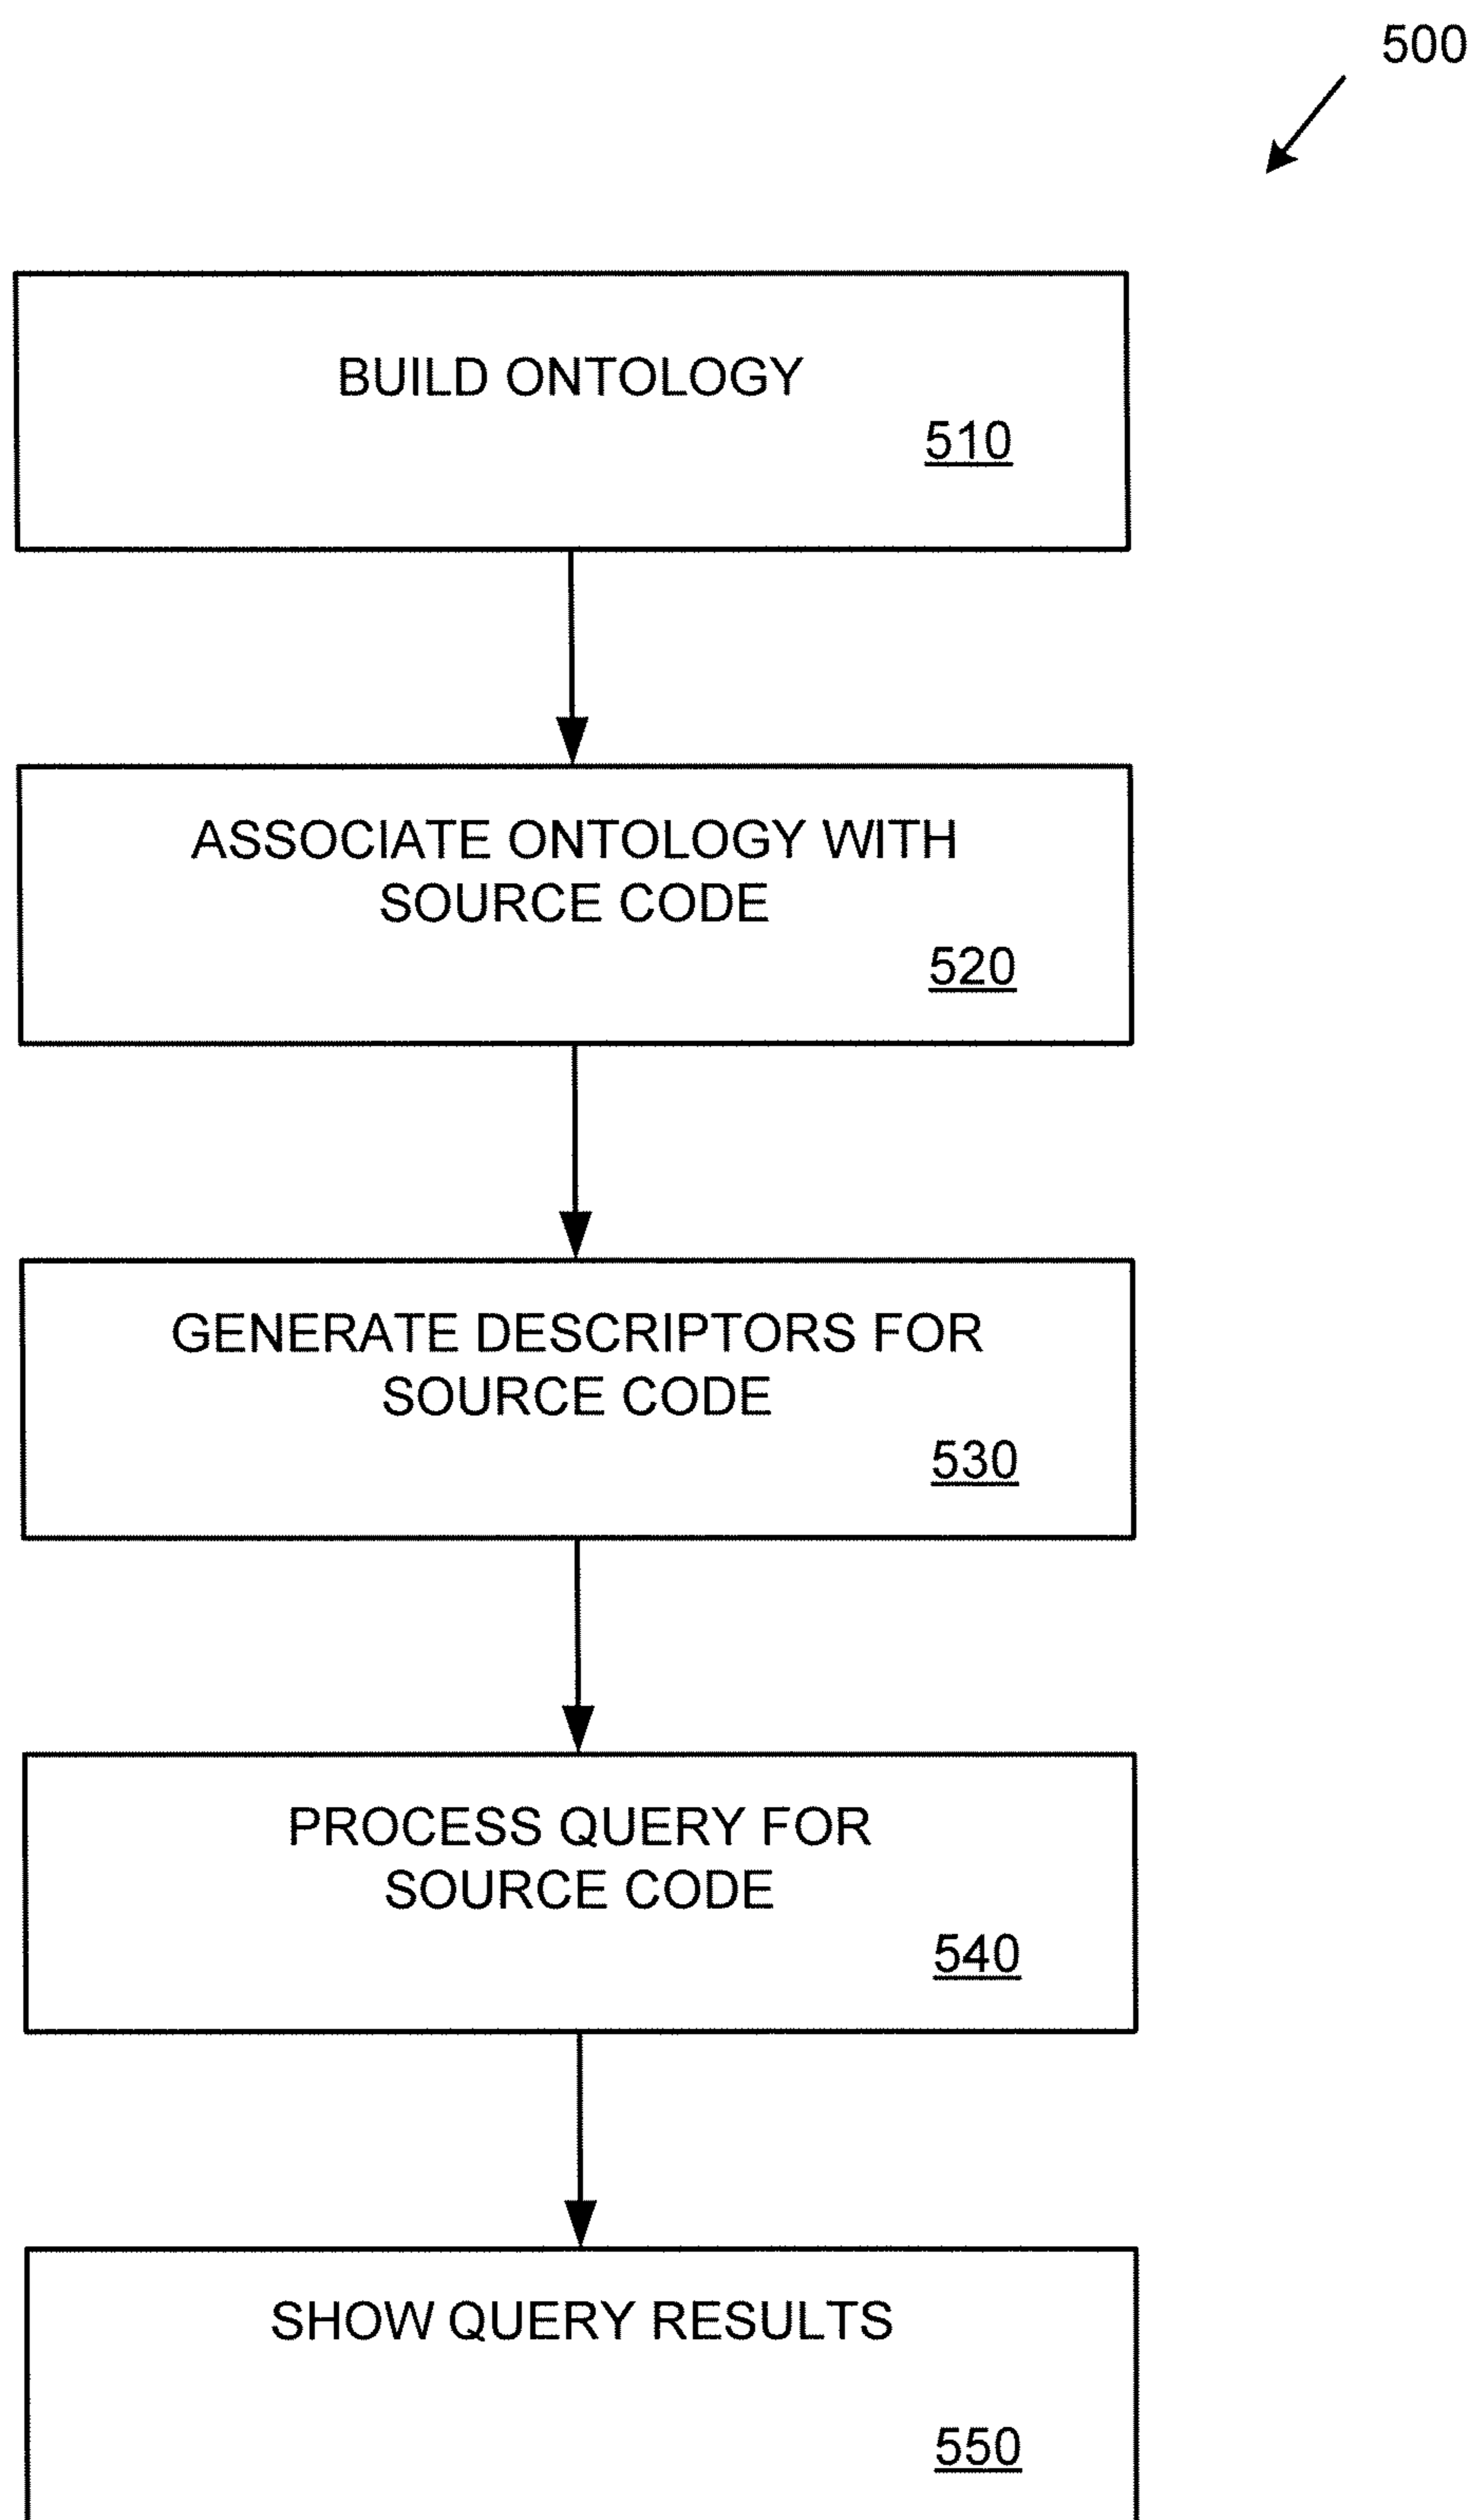 500
BUILD ONTOLOGY
510
ASSOCIATE ONTOLOGY WITH
SOURCE CODE
520
GENERATE DESCRIPTORS FOR
SOURCE CODE
530
PROCESS QUERY FOR
SOURCE CODE
540
SHOW QUERY RESULTS
550